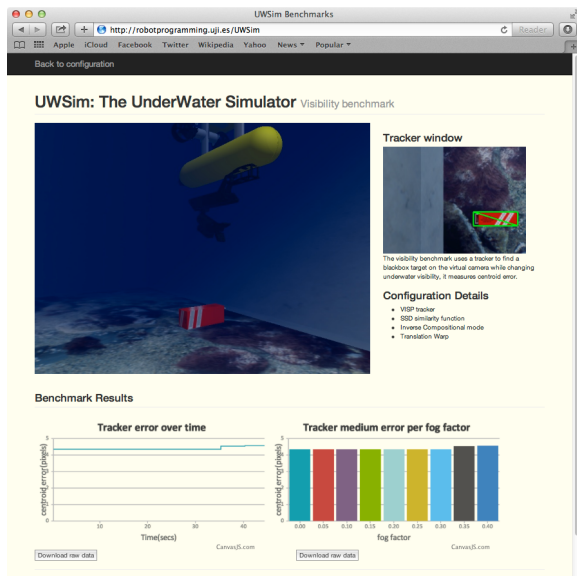 UWSim Benchmarks
http://robotprogramming.uji.es/UWSim
Reader
Apple iCloud Facebook Twitter Wikipedia Yahoo News Popular
Back to configuration
UWSim: The UnderWater Simulator Visibility benchmark
Tracker window
The visibility benchmark uses a tracker to find a
blackbox target on the virtual camera while changing
underwater visibility, it measures centroid error.
Configuration Details
VISP tracker
SSD similarity function
Inverse Compositional mode
Translation Warp
Benchmark Results
Tracker error over time
centroid_error(pixels)
5
4
3
2
1
0
10 20 30 40
Time(secs)
CanvasJS.com
Download raw data
Tracker medium error per fog factor
centroid_error(pixels)
5
4
3
2
1
0
0.00 0.05 0.10 0.15 0.20 0.25 0.30 0.35 0.40
fog factor
CanvasJS.com
Download raw data